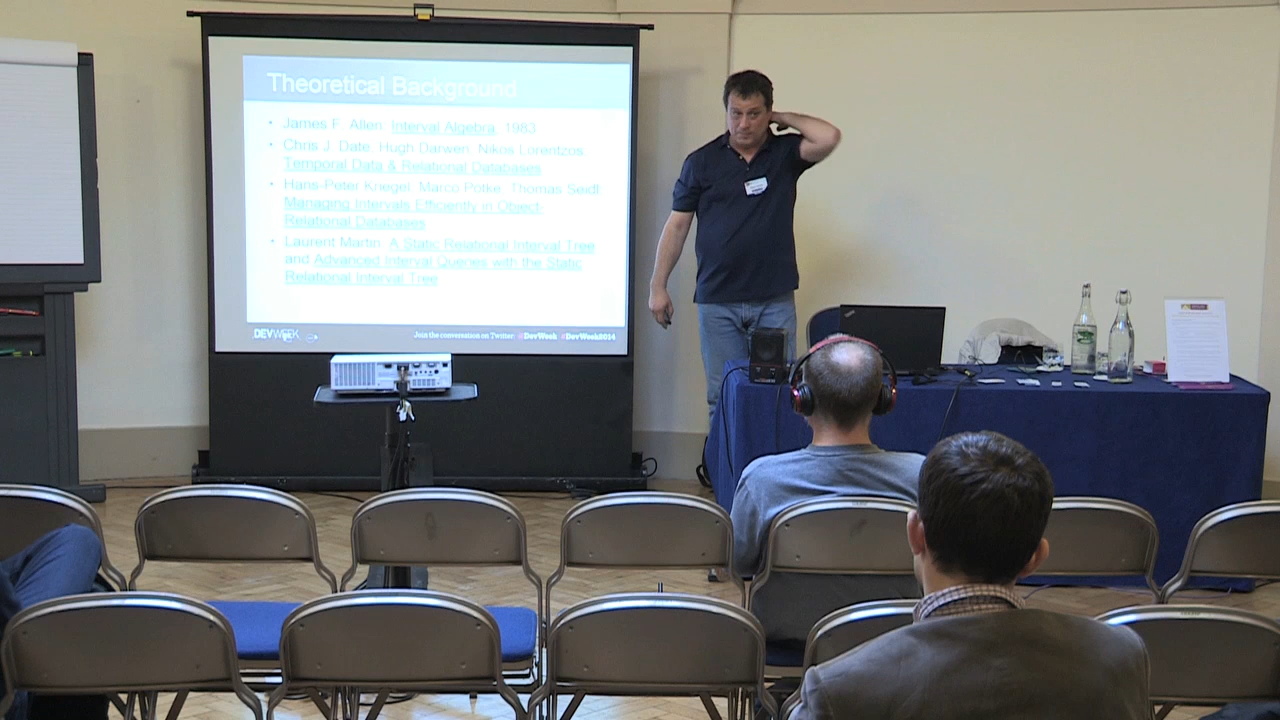 Theoretical Background
• James F. Allen: Interval Algebra, 1983
• Chris J. Date, Hugh Darwen, Nikos Lorentzos:
Temporal Data & Relational Databases
• Hans-Peter Kriegel, Marco Pötke, Thomas Seidl:
Managing Intervals Efficiently in Object-
Relational Databases
• Laurent Martin: A Static Relational Interval Tree
and Advanced Interval Queries with the Static
Relational Interval Tree
DEVWEEK
Join the conversation on Twitter: #DevWeek #DevWeek2014